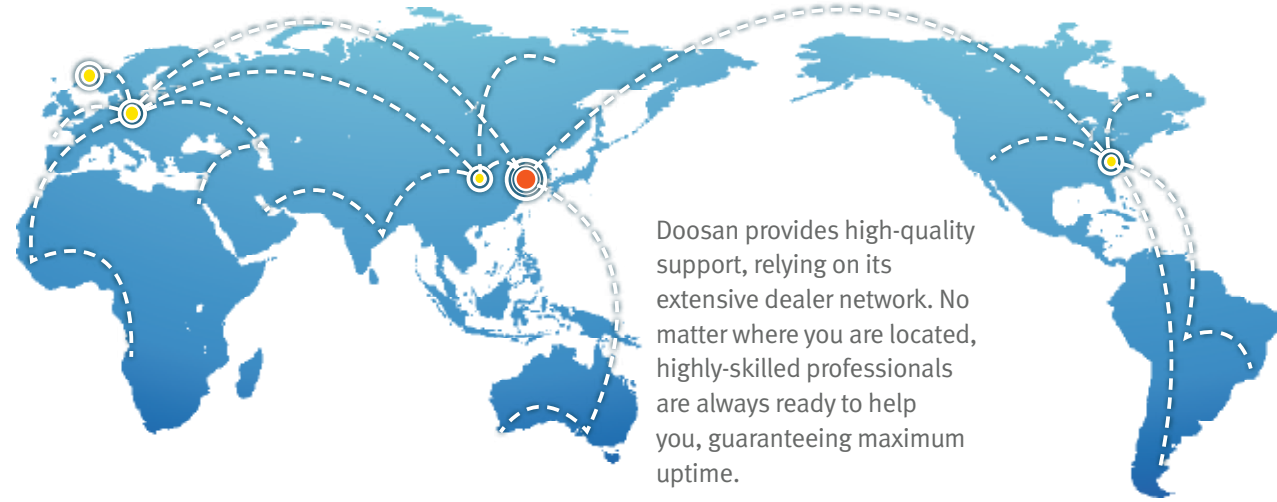 Doosan provides high-quality
support, relying on its
extensive dealer network. No
matter where you are located,
highly-skilled professionals
are always ready to help
you, guaranteeing maximum
uptime.